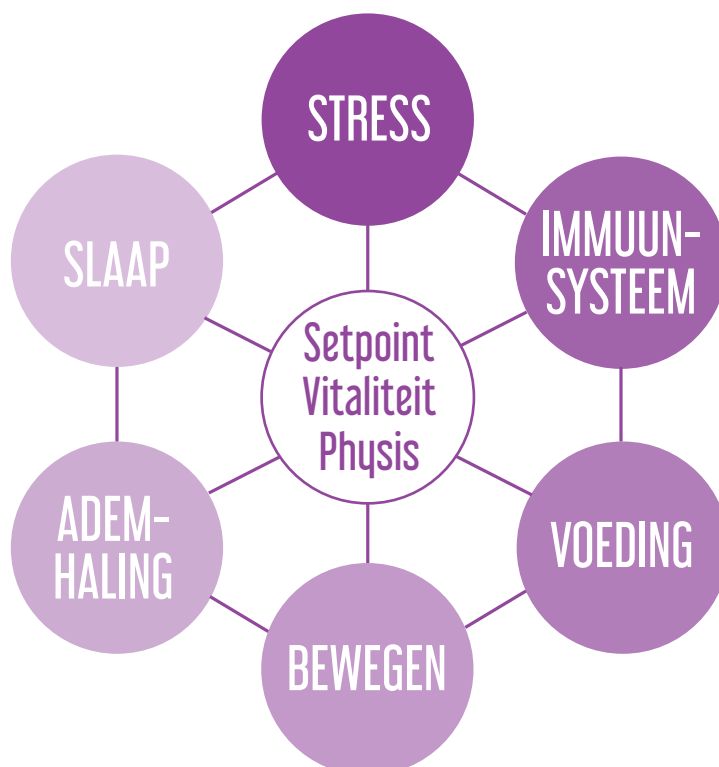 STRESS
IMMUUN-
SYSTEEM
SLAAP
Setpoint
Vitaliteit
Physis
ADEM-
HALING
VOEDING
BEWEGEN